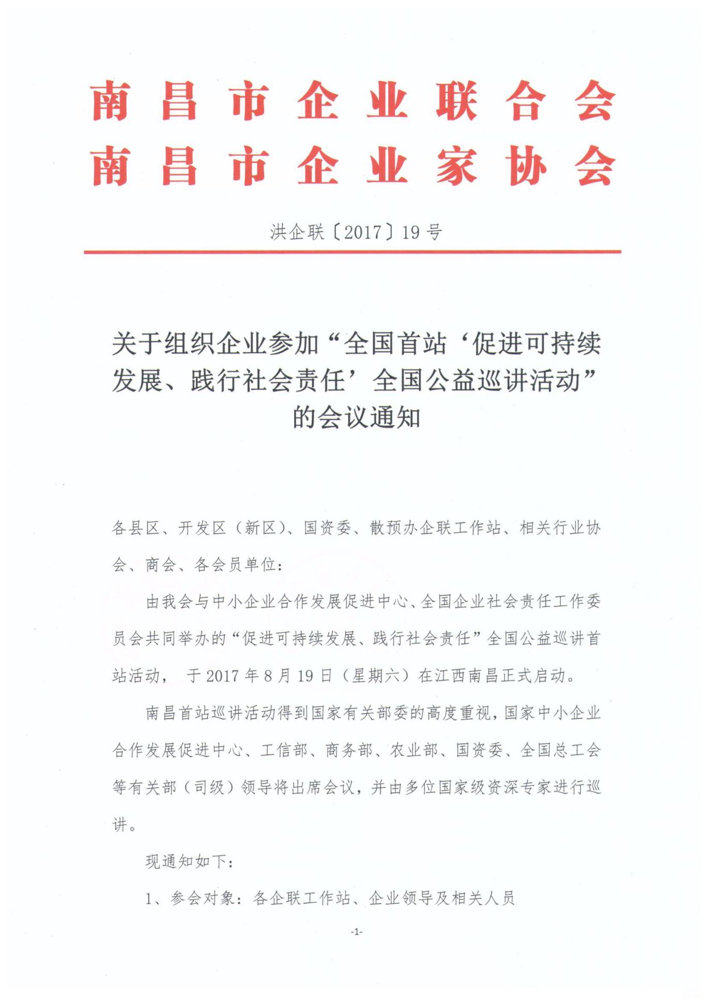 南昌市企业联合会
南昌市企业家协会
洪企联〔2017〕19号
关于组织企业参加“全国首站‘促进可持续
发展、践行社会责任’全国公益巡讲活动”
的会议通知
各县区、开发区（新区）、国资委、散预办企联工作站、相关行业协
会、商会、各会员单位：
由我会与中小企业合作发展促进中心、全国企业社会责任工作委
员会共同举办的“促进可持续发展、践行社会责任”全国公益巡讲首
站活动， 于 2017 年 8 月 19 日（星期六）在江西南昌正式启动。
南昌首站巡讲活动得到国家有关部委的高度重视，国家中小企业
合作发展促进中心、工信部、商务部、农业部、国资委、全国总工会
等有关部（司级）领导将出席会议，并由多位国家级资深专家进行巡
讲。
现通知如下：
1、参会对象：各企联工作站、企业领导及相关人员
-1-